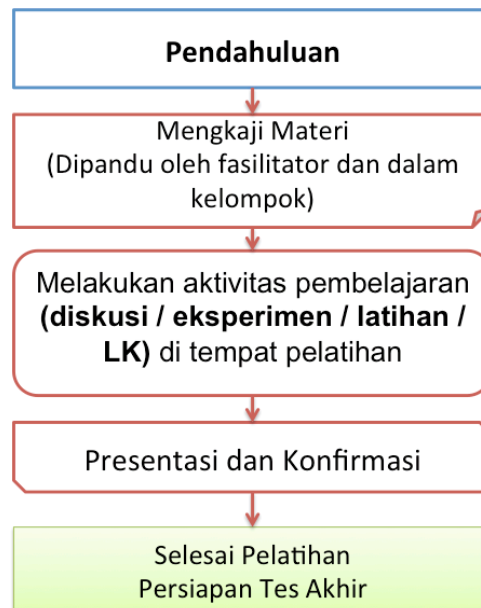 Pendahuluan
Mengkaji Materi
(Dipandu oleh fasilitator dan dalam
kelompok)
Melakukan aktivitas pembelajaran
(diskusi / eksperimen / latihan /
LK) di tempat pelatihan
Presentasi dan Konfirmasi
Selesai Pelatihan
Persiapan Tes Akhir